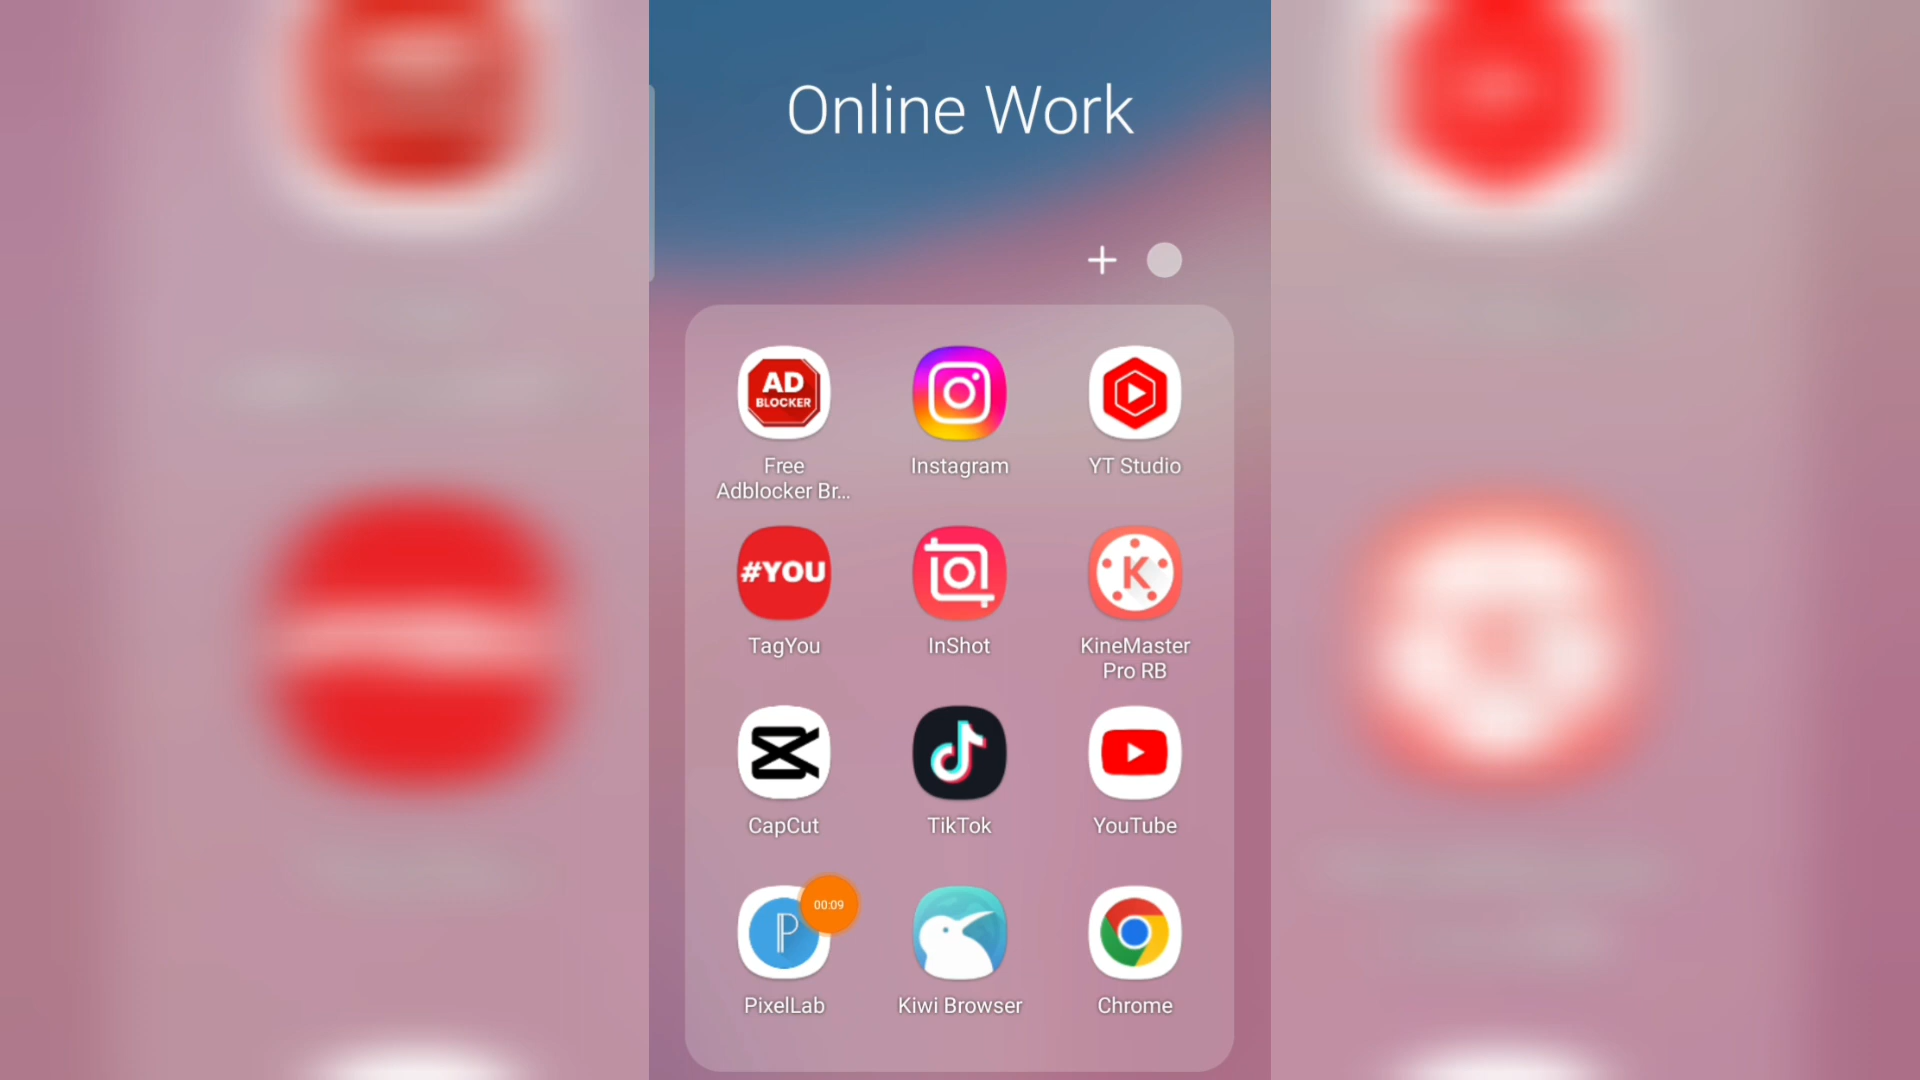 Online Work
AD
BLOCKER
Free
Adblocker Br...
Instagram
YT Studio
#YOU
TagYou
InShot
K
KineMaster
Pro RB
CapCut
TikTok
YouTube
P
00:09
PixelLab
Kiwi Browser
Chrome